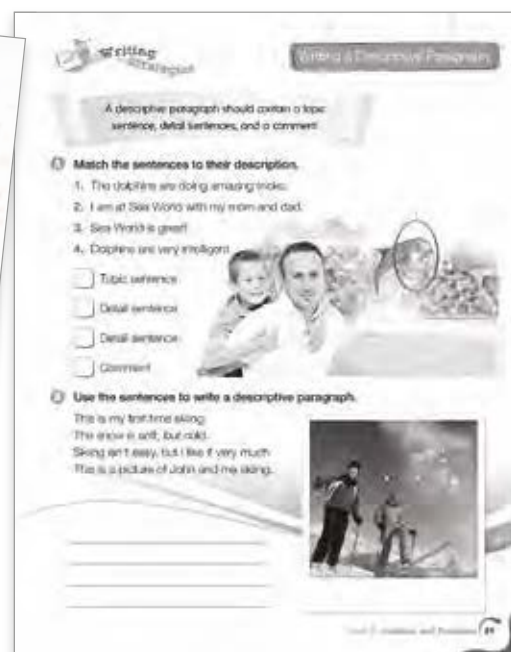 Writing
Strategies
Writing a Descriptive Paragraph
A descriptive paragraph should contain a topic
sentence, detail sentences, and a comment.
Match the sentences to their description.
1. The dolphins are doing amazing tricks.
2. I am at Sea World with my mom and dad.
3. Sea World is great!
4. Dolphins are very intelligent.
Topic sentence
Detail sentence
Detail sentence
Comment
Use the sentences to write a descriptive paragraph.
This is my first time skiing.
The snow is soft, but cold.
Skiing isn't easy, but I like it very much.
This is a picture of John and me skiing.